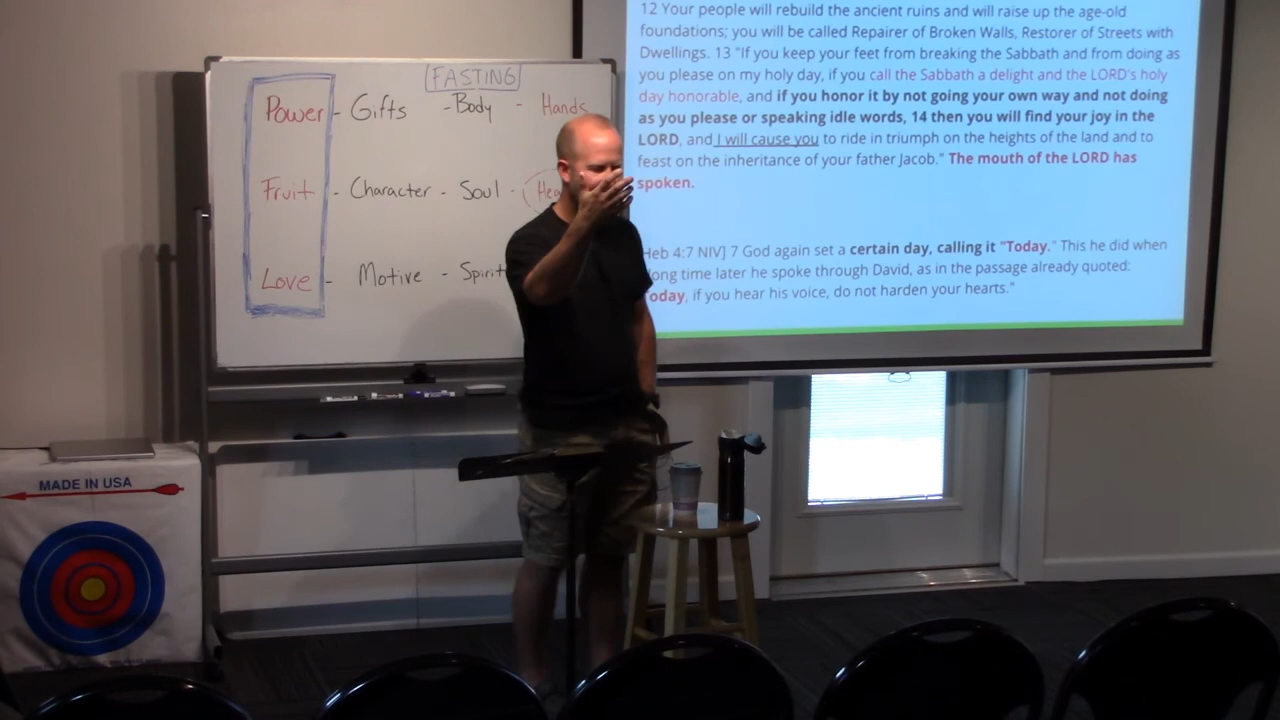 FASTING
Power - Gifts - Body - Hands
Fruit - Character - Soul -
Love - Motive - Spirit
12 Your people will rebuild the ancient ruins and will raise up the age-old
foundations; you will be called Repairer of Broken Walls, Restorer of Streets with
Dwellings. 13 "If you keep your feet from breaking the Sabbath and from doing as
you please on my holy day, if you call the Sabbath a delight and the LORD's holy
day honorable, and if you honor it by not going your own way and not doing
as you please or speaking idle words, 14 then you will find your joy in the
LORD, and I will cause you to ride in triumph on the heights of the land and to
feast on the inheritance of your father Jacob." The mouth of the LORD has
spoken.
Heb 4:7 NIV] 7 God again set a certain day, calling it "Today." This he did when
long time later he spoke through David, as in the passage already quoted:
Today, if you hear his voice, do not harden your hearts."
MADE IN USA